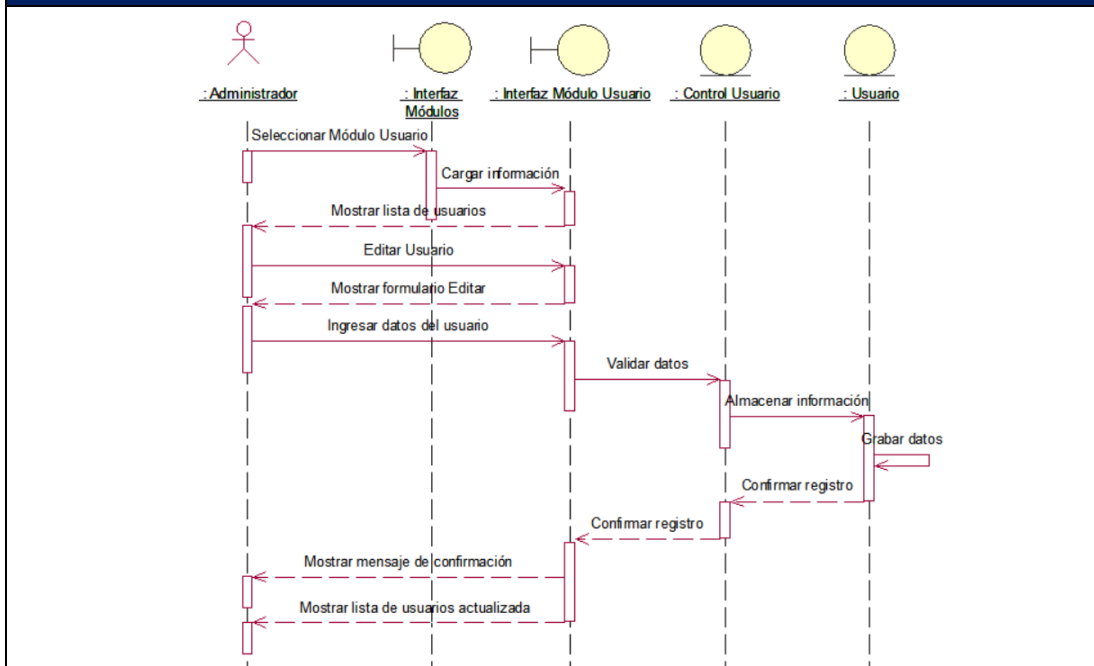 : Administrador
: Interfaz
Módulos
: Interfaz Módulo Usuario
: Control Usuario
: Usuario
Seleccionar Módulo Usuario
Cargar información
Mostrar lista de usuarios
Editar Usuario
Mostrar formulario Editar
Ingresar datos del usuario
Validar datos
Almacenar información
Grabar datos
Confirmar registro
Confirmar registro
Mostrar mensaje de confirmación
Mostrar lista de usuarios actualizada